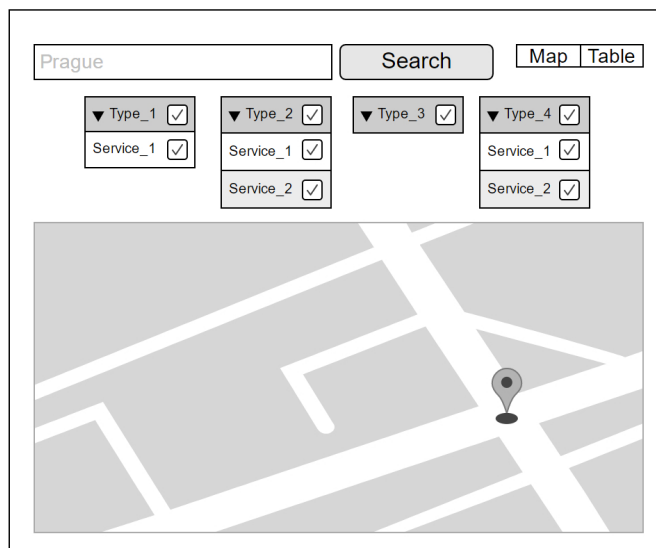 Prague
Search
Map
Table
Type_1
Type_2
Type_3
Type_4
Service_1
Service_1
Service_1
Service_2
Service_2